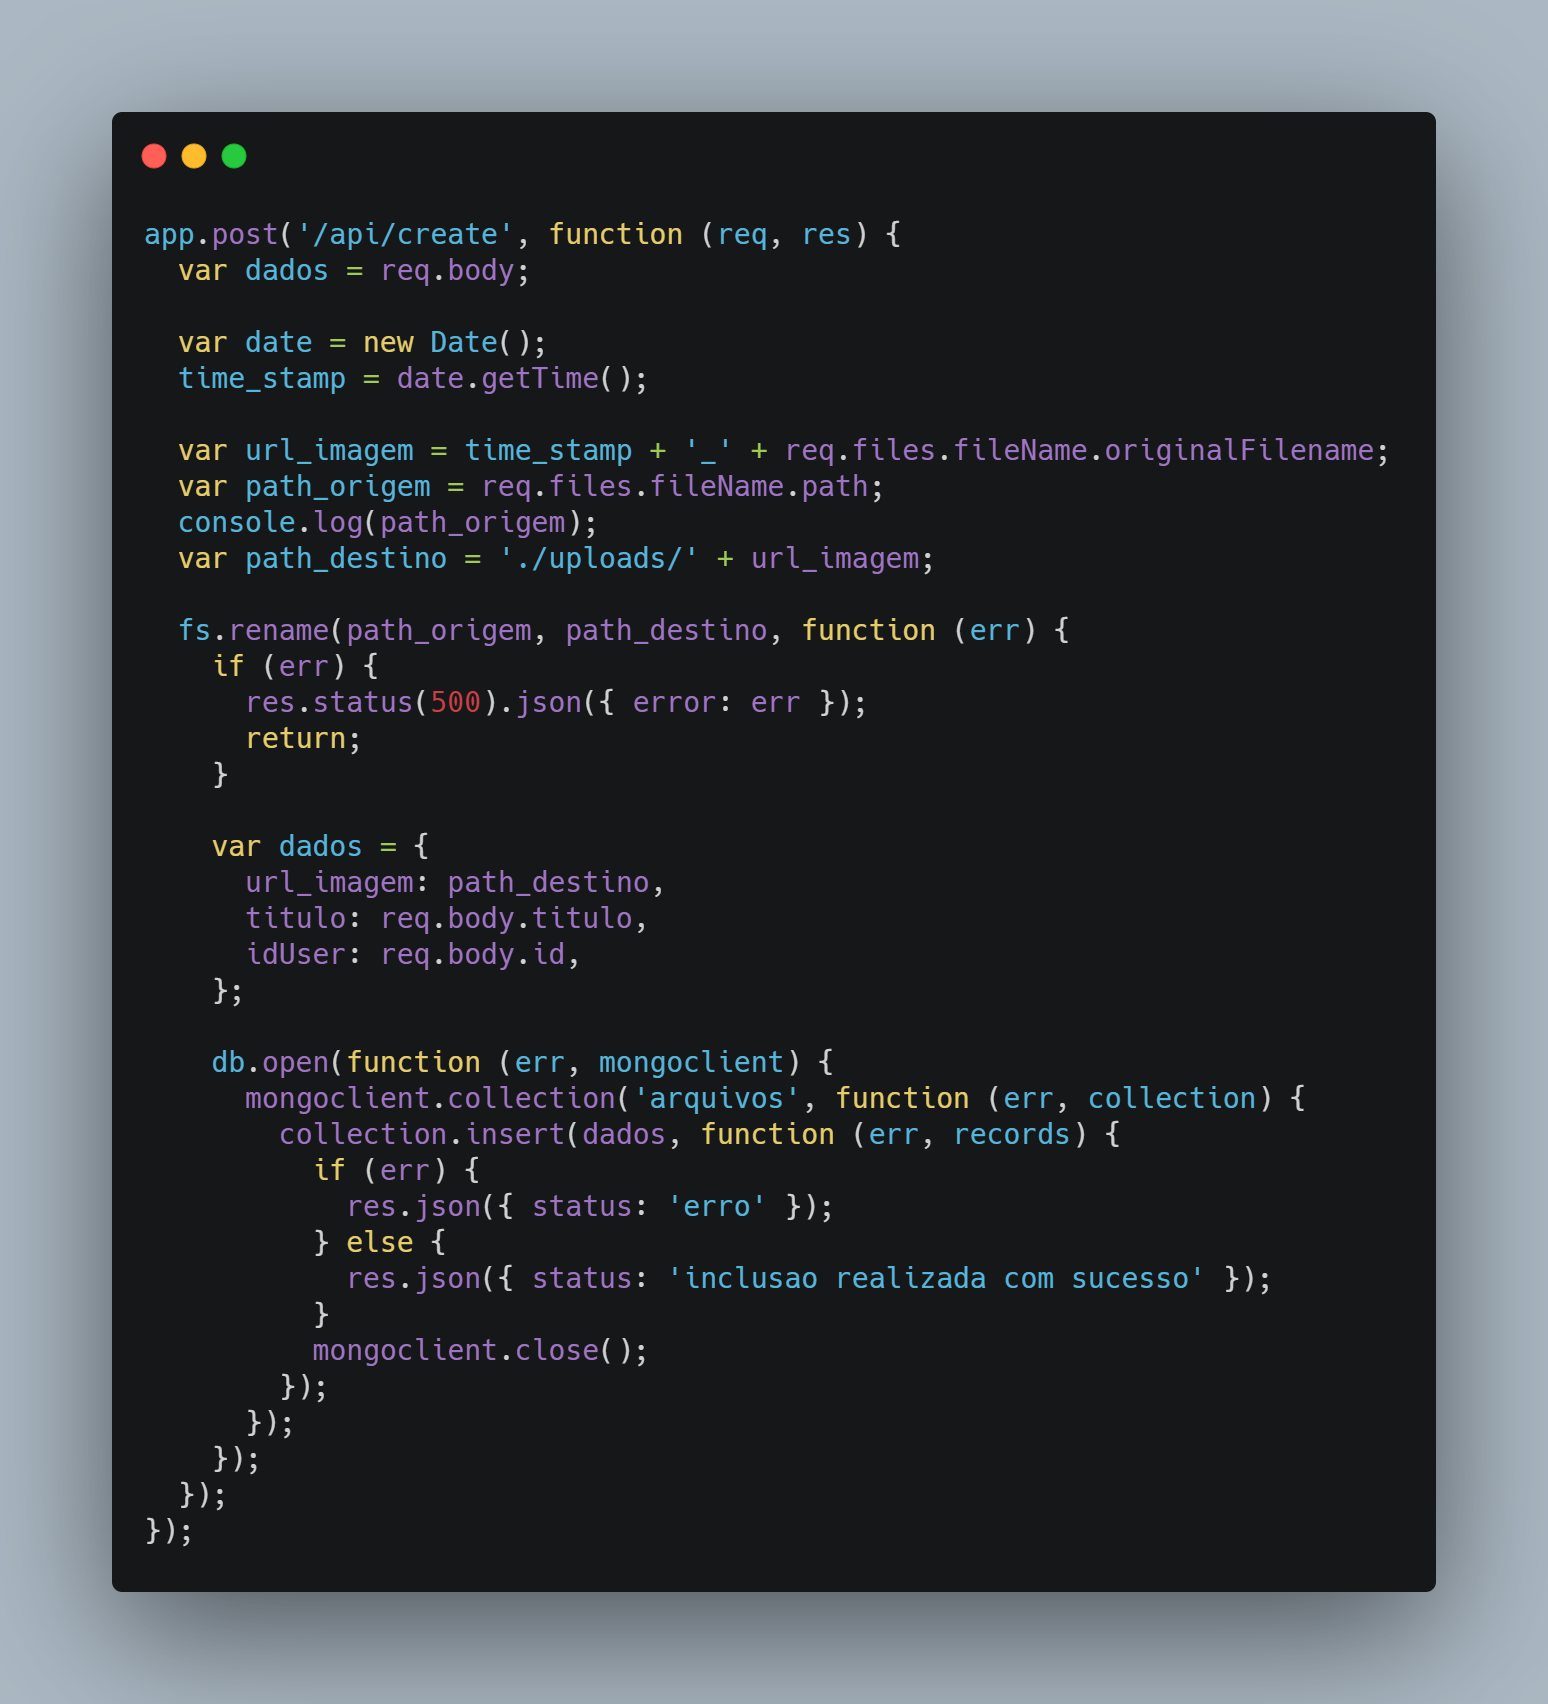 app.post('/api/create', function (req, res) {
  var dados = req.body;

  var date = new Date();
  time_stamp = date.getTime();

  var url_imagem = time_stamp + '_' + req.files.fileName.originalFilename;
  var path_origem = req.files.fileName.path;
  console.log(path_origem);
  var path_destino = './uploads/' + url_imagem;

  fs.rename(path_origem, path_destino, function (err) {
    if (err) {
      res.status(500).json({ error: err });
      return;
    }

    var dados = {
      url_imagem: path_destino,
      titulo: req.body.titulo,
      idUser: req.body.id,
    };

    db.open(function (err, mongoclient) {
      mongoclient.collection('arquivos', function (err, collection) {
        collection.insert(dados, function (err, records) {
          if (err) {
            res.json({ status: 'erro' });
          } else {
            res.json({ status: 'inclusao realizada com sucesso' });
          }
          mongoclient.close();
        });
      });
    });
  });
});